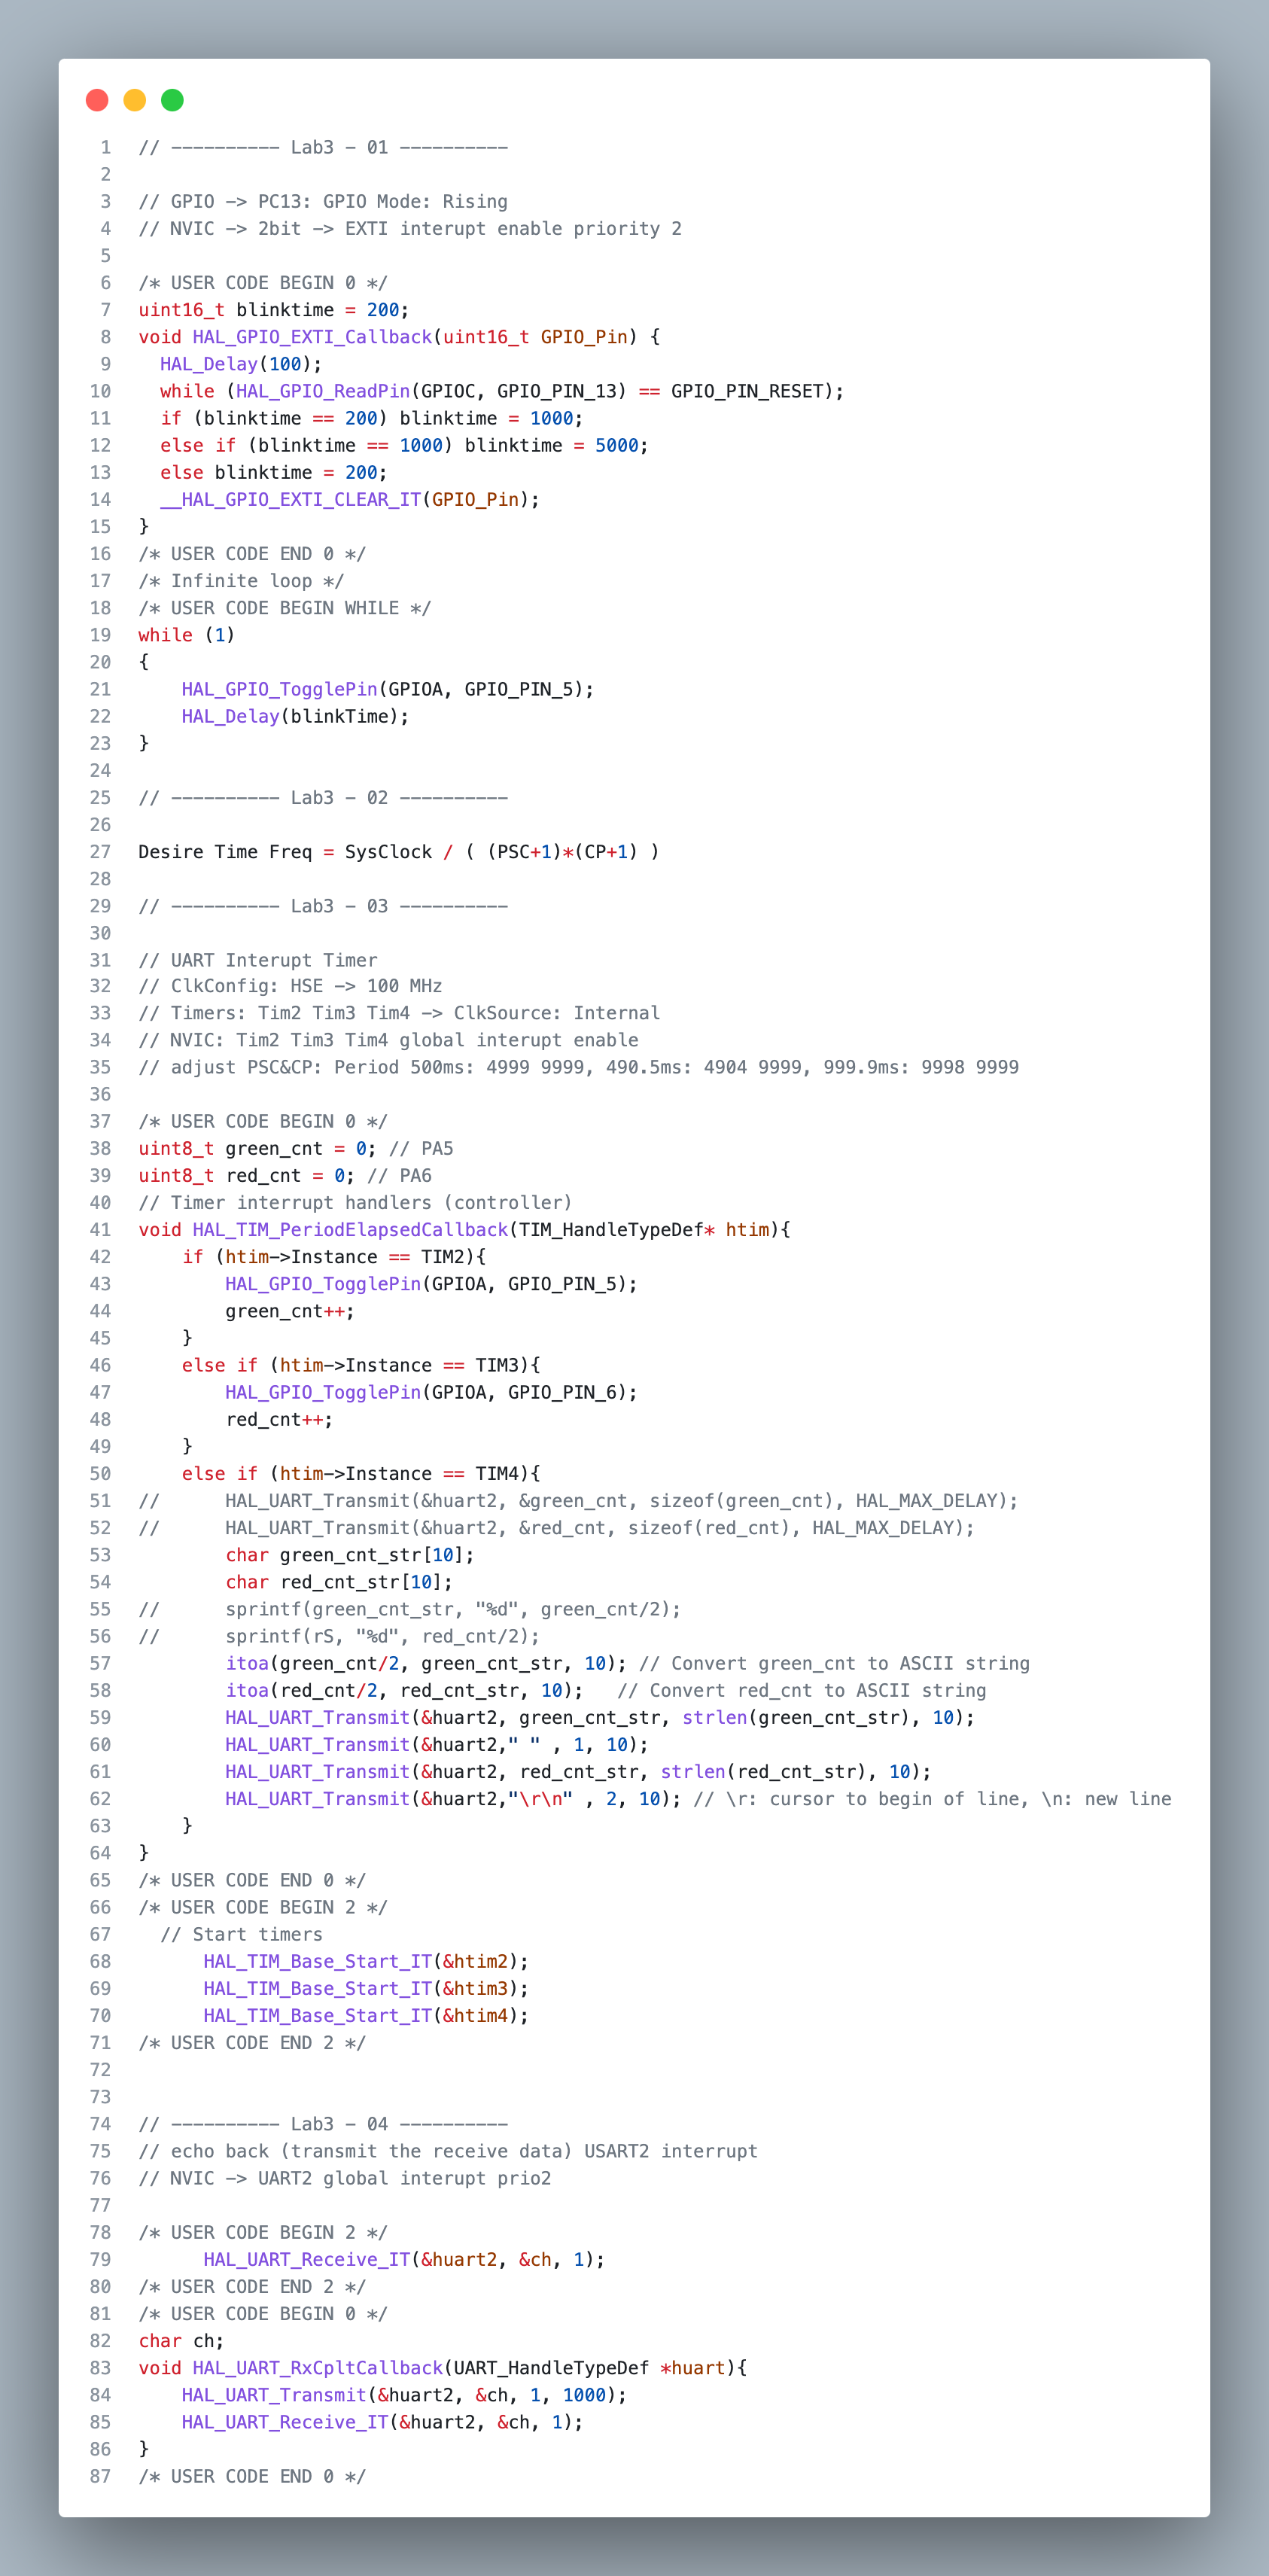 1 // ---------- Lab3 - 01 ----------
2
3 // GPIO -> PC13: GPIO Mode: Rising
4 // NVIC -> 2bit -> EXTI interupt enable priority 2
5
6 /* USER CODE BEGIN 0 */
7 uint16_t blinktime = 200;
8 void HAL_GPIO_EXTI_Callback(uint16_t GPIO_Pin) {
9   HAL_Delay(100);
10   while (HAL_GPIO_ReadPin(GPIOC, GPIO_PIN_13) == GPIO_PIN_RESET);
11   if (blinktime == 200) blinktime = 1000;
12   else if (blinktime == 1000) blinktime = 5000;
13   else blinktime = 200;
14   __HAL_GPIO_EXTI_CLEAR_IT(GPIO_Pin);
15 }
16 /* USER CODE END 0 */
17 /* Infinite loop */
18 /* USER CODE BEGIN WHILE */
19 while (1)
20 {
21     HAL_GPIO_TogglePin(GPIOA, GPIO_PIN_5);
22     HAL_Delay(blinkTime);
23 }
24
25 // ---------- Lab3 - 02 ----------
26
27 Desire Time Freq = SysClock / ( (PSC+1)*(CP+1) )
28
29 // ---------- Lab3 - 03 ----------
30
31 // UART Interupt Timer
32 // ClkConfig: HSE -> 100 MHz
33 // Timers: Tim2 Tim3 Tim4 -> ClkSource: Internal
34 // NVIC: Tim2 Tim3 Tim4 global interupt enable
35 // adjust PSC&CP: Period 500ms: 4999 9999, 490.5ms: 4904 9999, 999.9ms: 9998 9999
36
37 /* USER CODE BEGIN 0 */
38 uint8_t green_cnt = 0; // PA5
39 uint8_t red_cnt = 0; // PA6
40 // Timer interrupt handlers (controller)
41 void HAL_TIM_PeriodElapsedCallback(TIM_HandleTypeDef* htim){
42     if (htim->Instance == TIM2){
43         HAL_GPIO_TogglePin(GPIOA, GPIO_PIN_5);
44         green_cnt++;
45     }
46     else if (htim->Instance == TIM3){
47         HAL_GPIO_TogglePin(GPIOA, GPIO_PIN_6);
48         red_cnt++;
49     }
50     else if (htim->Instance == TIM4){
51 //      HAL_UART_Transmit(&huart2, &green_cnt, sizeof(green_cnt), HAL_MAX_DELAY);
52 //      HAL_UART_Transmit(&huart2, &red_cnt, sizeof(red_cnt), HAL_MAX_DELAY);
53         char green_cnt_str[10];
54         char red_cnt_str[10];
55 //      sprintf(green_cnt_str, "%d", green_cnt/2);
56 //      sprintf(rS, "%d", red_cnt/2);
57         itoa(green_cnt/2, green_cnt_str, 10); // Convert green_cnt to ASCII string
58         itoa(red_cnt/2, red_cnt_str, 10);   // Convert red_cnt to ASCII string
59         HAL_UART_Transmit(&huart2, green_cnt_str, strlen(green_cnt_str), 10);
60         HAL_UART_Transmit(&huart2," " , 1, 10);
61         HAL_UART_Transmit(&huart2, red_cnt_str, strlen(red_cnt_str), 10);
62         HAL_UART_Transmit(&huart2,"\r\n" , 2, 10); // \r: cursor to begin of line, \n: new line
63     }
64 }
65 /* USER CODE END 0 */
66 /* USER CODE BEGIN 2 */
67   // Start timers
68       HAL_TIM_Base_Start_IT(&htim2);
69       HAL_TIM_Base_Start_IT(&htim3);
70       HAL_TIM_Base_Start_IT(&htim4);
71 /* USER CODE END 2 */
72
73
74 // ---------- Lab3 - 04 ----------
75 // echo back (transmit the receive data) USART2 interrupt
76 // NVIC -> UART2 global interupt prio2
77
78 /* USER CODE BEGIN 2 */
79       HAL_UART_Receive_IT(&huart2, &ch, 1);
80 /* USER CODE END 2 */
81 /* USER CODE BEGIN 0 */
82 char ch;
83 void HAL_UART_RxCpltCallback(UART_HandleTypeDef *huart){
84     HAL_UART_Transmit(&huart2, &ch, 1, 1000);
85     HAL_UART_Receive_IT(&huart2, &ch, 1);
86 }
87 /* USER CODE END 0 */